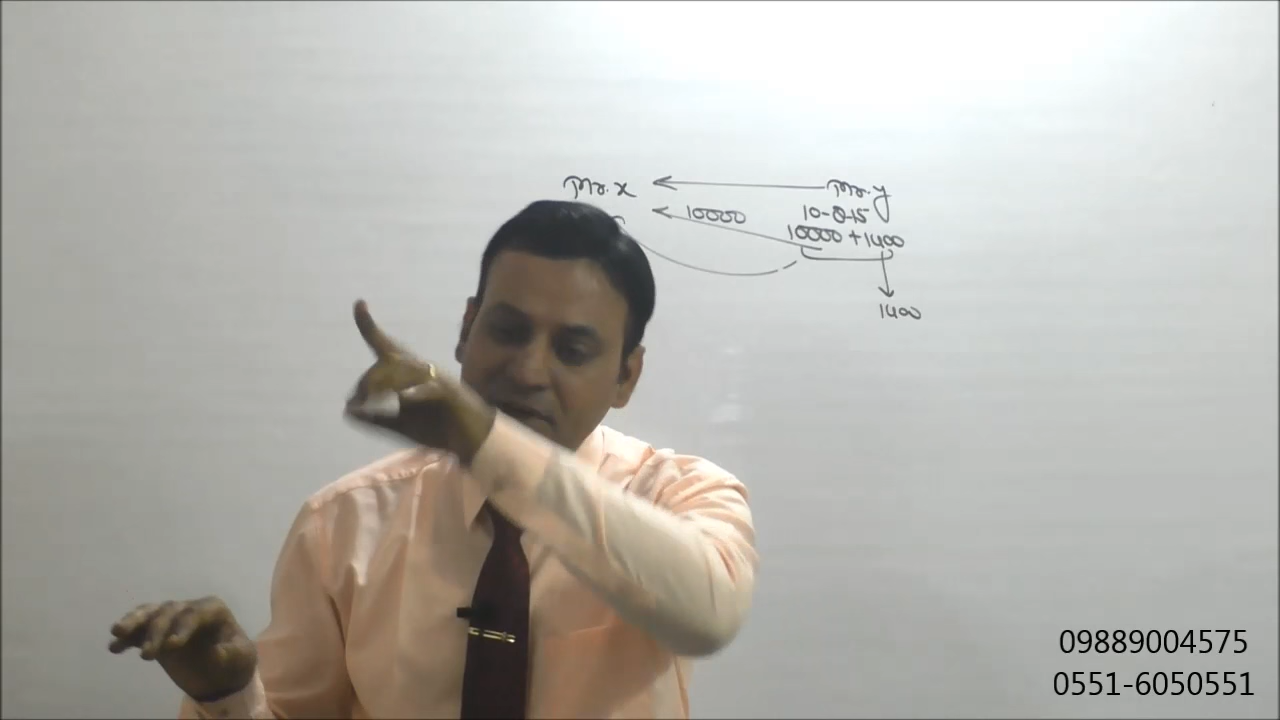 Mr. x Mr. y
10000 10-8-15
10000 + 1400
1400
09889004575
0551-6050551